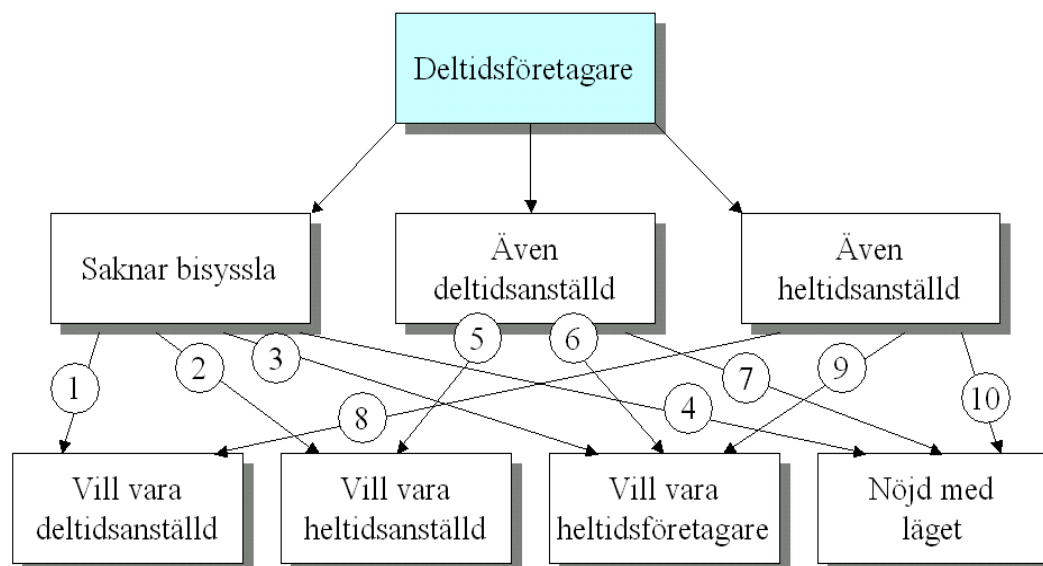 Deltidsföretagare
Saknar bisyssla
Även
deltidsanställd
Även
heltidsanställd
1
2
3
5
6
7
9
8
4
10
Vill vara
deltidsanställd
Vill vara
heltidsanställd
Vill vara
heltidsföretagare
Nöjd med
läget